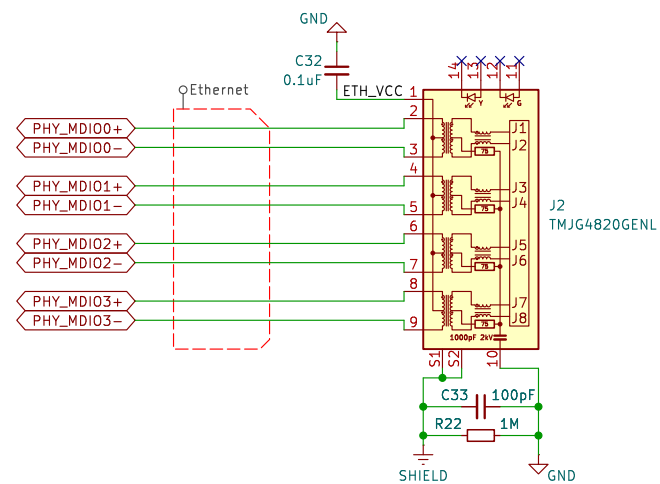 GND
C32
0.1uF
Ethernet
ETH_VCC
14
13
12
11
Y
G
1
2
3
4
5
6
7
8
9
PHY_MDIO0+
PHY_MDIO0-
PHY_MDIO1+
PHY_MDIO1-
PHY_MDIO2+
PHY_MDIO2-
PHY_MDIO3+
PHY_MDIO3-
J1
J2
75
J3
J4
75
J5
J6
75
J7
J8
75
1000pF 2kV
J2
TMJG4820GENL
S1
S2
10
C33
100pF
R22
1M
SHIELD
GND